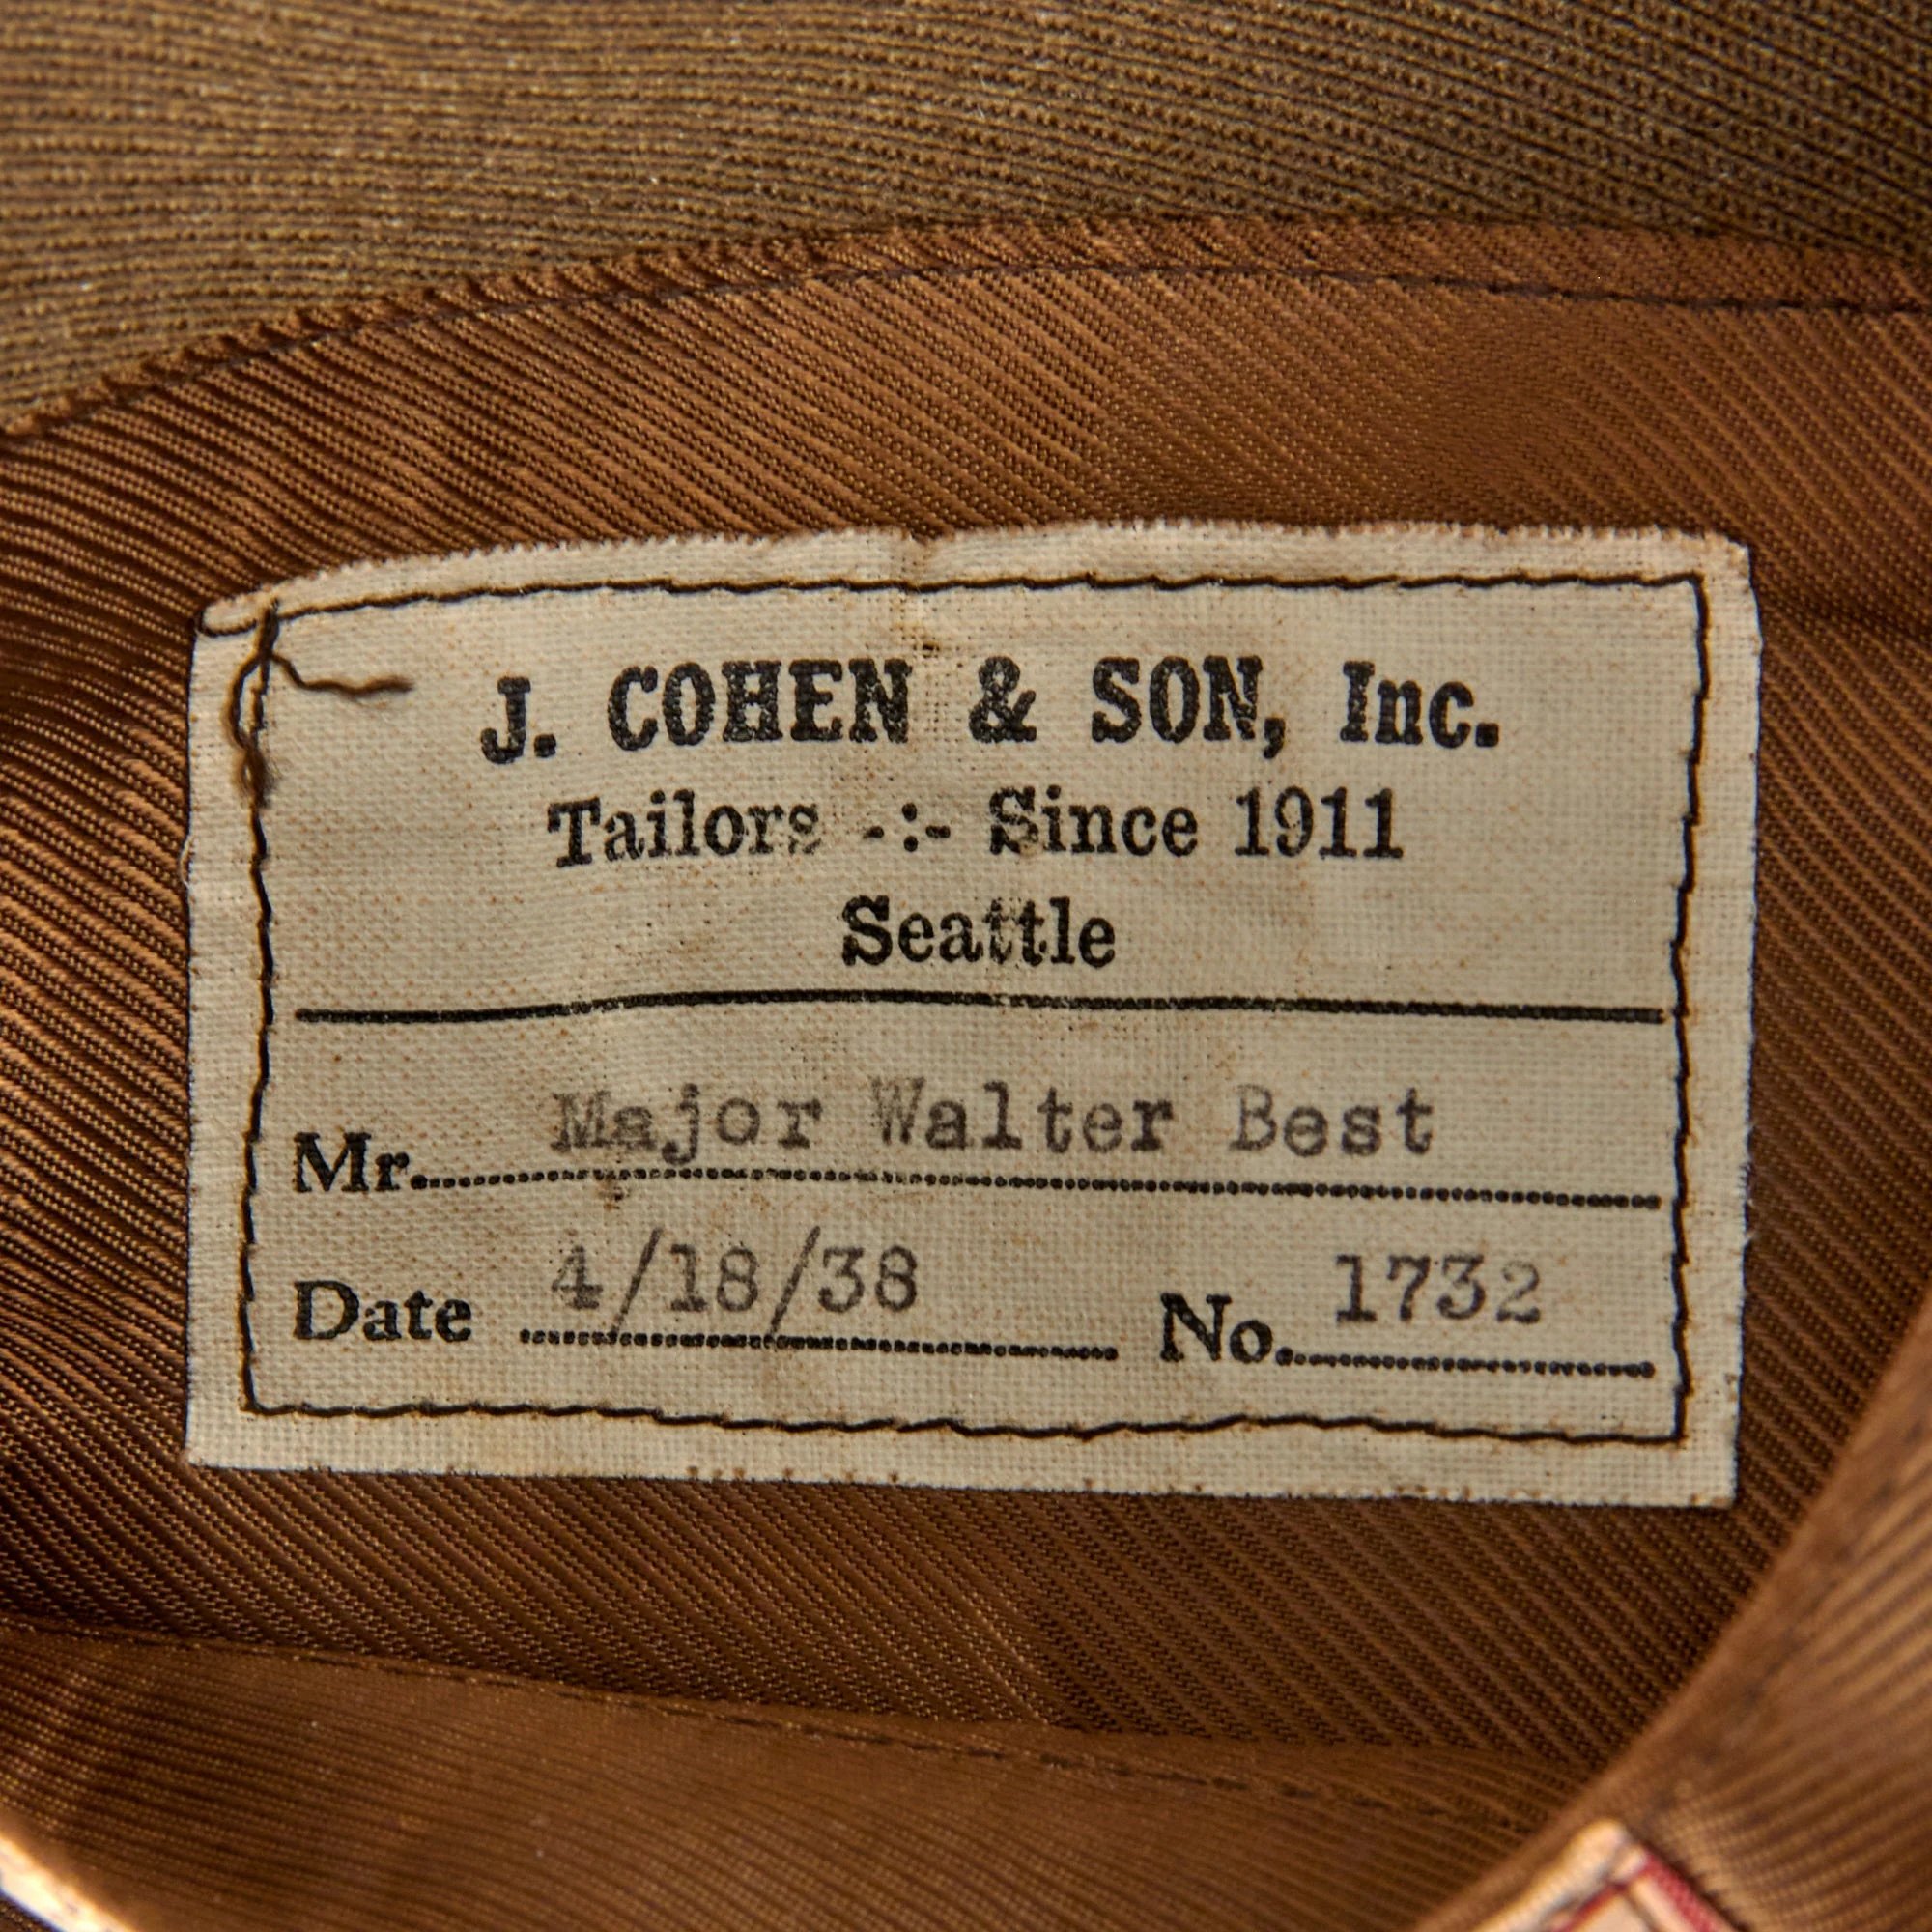 J. COHEN & SON, Inc.
Tailors -:- Since 1911
Seattle
Mr. Major Walter Best
Date 4/18/38 No. 1732